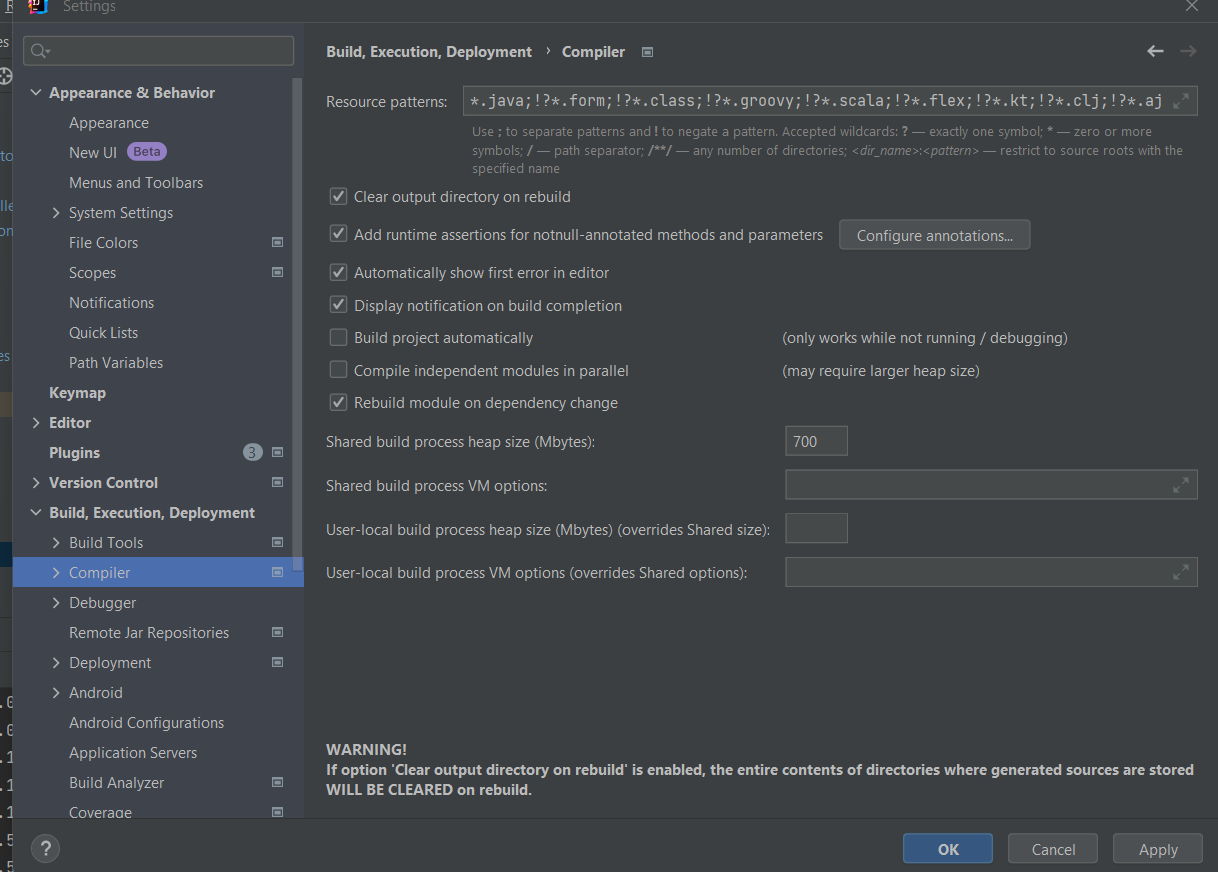 Settings
Build, Execution, Deployment › Compiler
Appearance & Behavior
Appearance
New UI Beta
Menus and Toolbars
System Settings
File Colors
Scopes
Notifications
Quick Lists
Path Variables
Keymap
Editor
Plugins 3
Version Control
Build, Execution, Deployment
Build Tools
Compiler
Debugger
Remote Jar Repositories
Deployment
Android
Android Configurations
Application Servers
Build Analyzer
Coverage
Resource patterns: *.java;!?*.form;!?*.class;!?*.groovy;!?*.scala;!?*.flex;!?*.kt;!?*.clj;!?*.aj
Use ; to separate patterns and ! to negate a pattern. Accepted wildcards: ? — exactly one symbol; * — zero or more
symbols; / — path separator; /**/ — any number of directories; <dir_name>:<pattern> — restrict to source roots with the
specified name
Clear output directory on rebuild
Add runtime assertions for notnull-annotated methods and parameters Configure annotations...
Automatically show first error in editor
Display notification on build completion
Build project automatically (only works while not running / debugging)
Compile independent modules in parallel (may require larger heap size)
Rebuild module on dependency change
Shared build process heap size (Mbytes): 700
Shared build process VM options:
User-local build process heap size (Mbytes) (overrides Shared size):
User-local build process VM options (overrides Shared options):
WARNING!
If option 'Clear output directory on rebuild' is enabled, the entire contents of directories where generated sources are stored
WILL BE CLEARED on rebuild.
? OK Cancel Apply